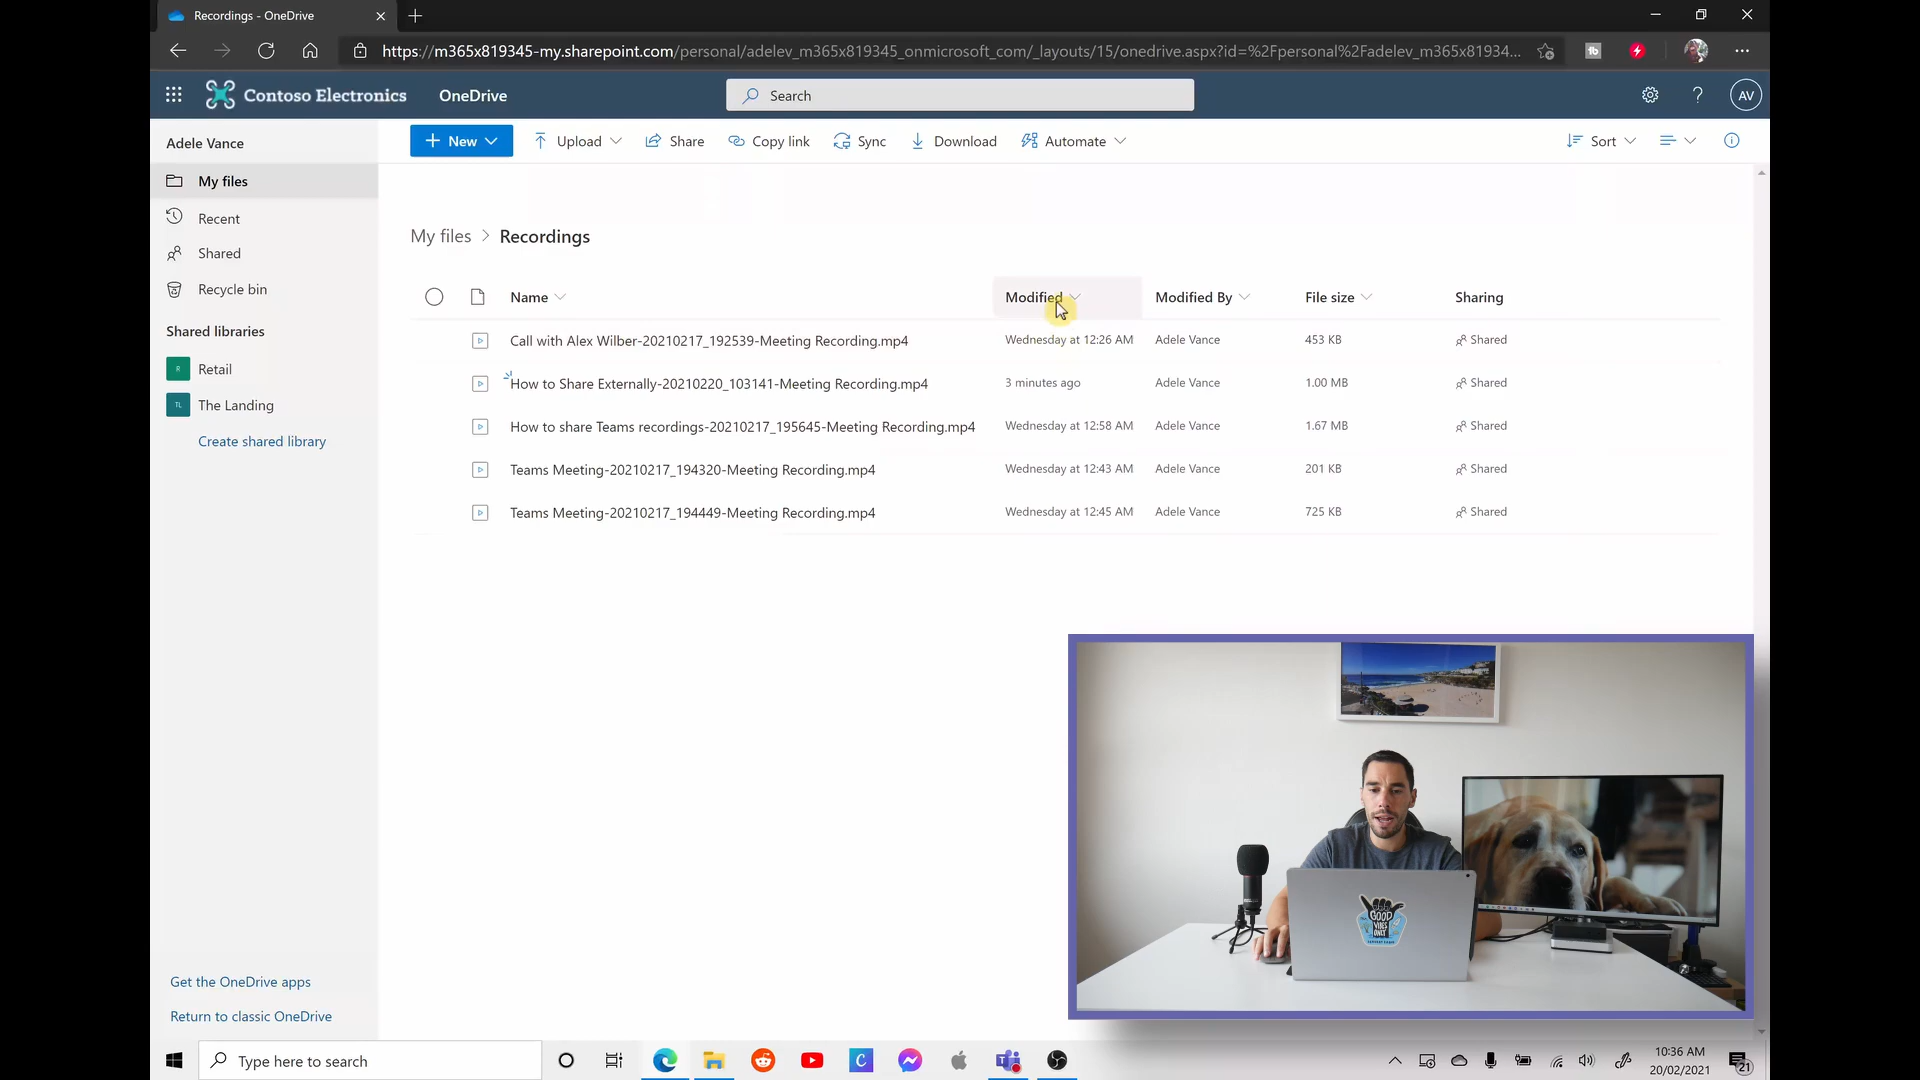 Recordings - OneDrive
https://m365x819345-my.sharepoint.com/personal/adelev_m365x819345_onmicrosoft_com/_layouts/15/onedrive.aspx?id=%2Fpersonal%2Fadelev_m365x81934...
Contoso Electronics OneDrive Search AV
Adele Vance
New Upload Share Copy link Sync Download Automate Sort
My files
Recent
Shared
Recycle bin
Shared libraries
R Retail
TL The Landing
Create shared library
Get the OneDrive apps
Return to classic OneDrive
My files > Recordings
Name Modified Modified By File size Sharing
Call with Alex Wilber-20210217_192539-Meeting Recording.mp4 Wednesday at 12:26 AM Adele Vance 453 KB Shared
How to Share Externally-20210220_103141-Meeting Recording.mp4 3 minutes ago Adele Vance 1.00 MB Shared
How to share Teams recordings-20210217_195645-Meeting Recording.mp4 Wednesday at 12:58 AM Adele Vance 1.67 MB Shared
Teams Meeting-20210217_194320-Meeting Recording.mp4 Wednesday at 12:43 AM Adele Vance 201 KB Shared
Teams Meeting-20210217_194449-Meeting Recording.mp4 Wednesday at 12:45 AM Adele Vance 725 KB Shared
GOOD
VIBES
ONLY
Type here to search
10:36 AM
20/02/2021
21